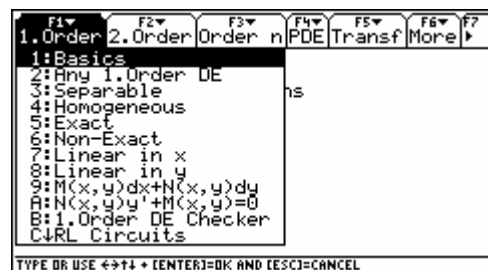 F1▾ F2▾ F3▾ F4▾ F5▾ F6▾ F7
1.Order 2.Order Order n PDE Transf More ▸
1:Basics
2:Any 1.Order DE
3:Separable ns
4:Homogeneous
5:Exact
6:Non-Exact
7:Linear in x
8:Linear in y
9:M(x,y)dx+N(x,y)dy
A:N(x,y)y'+M(x,y)=0
B:1.Order DE Checker
C↓RL Circuits
TYPE OR USE ←→↑↓ + [ENTER]=OK AND [ESC]=CANCEL